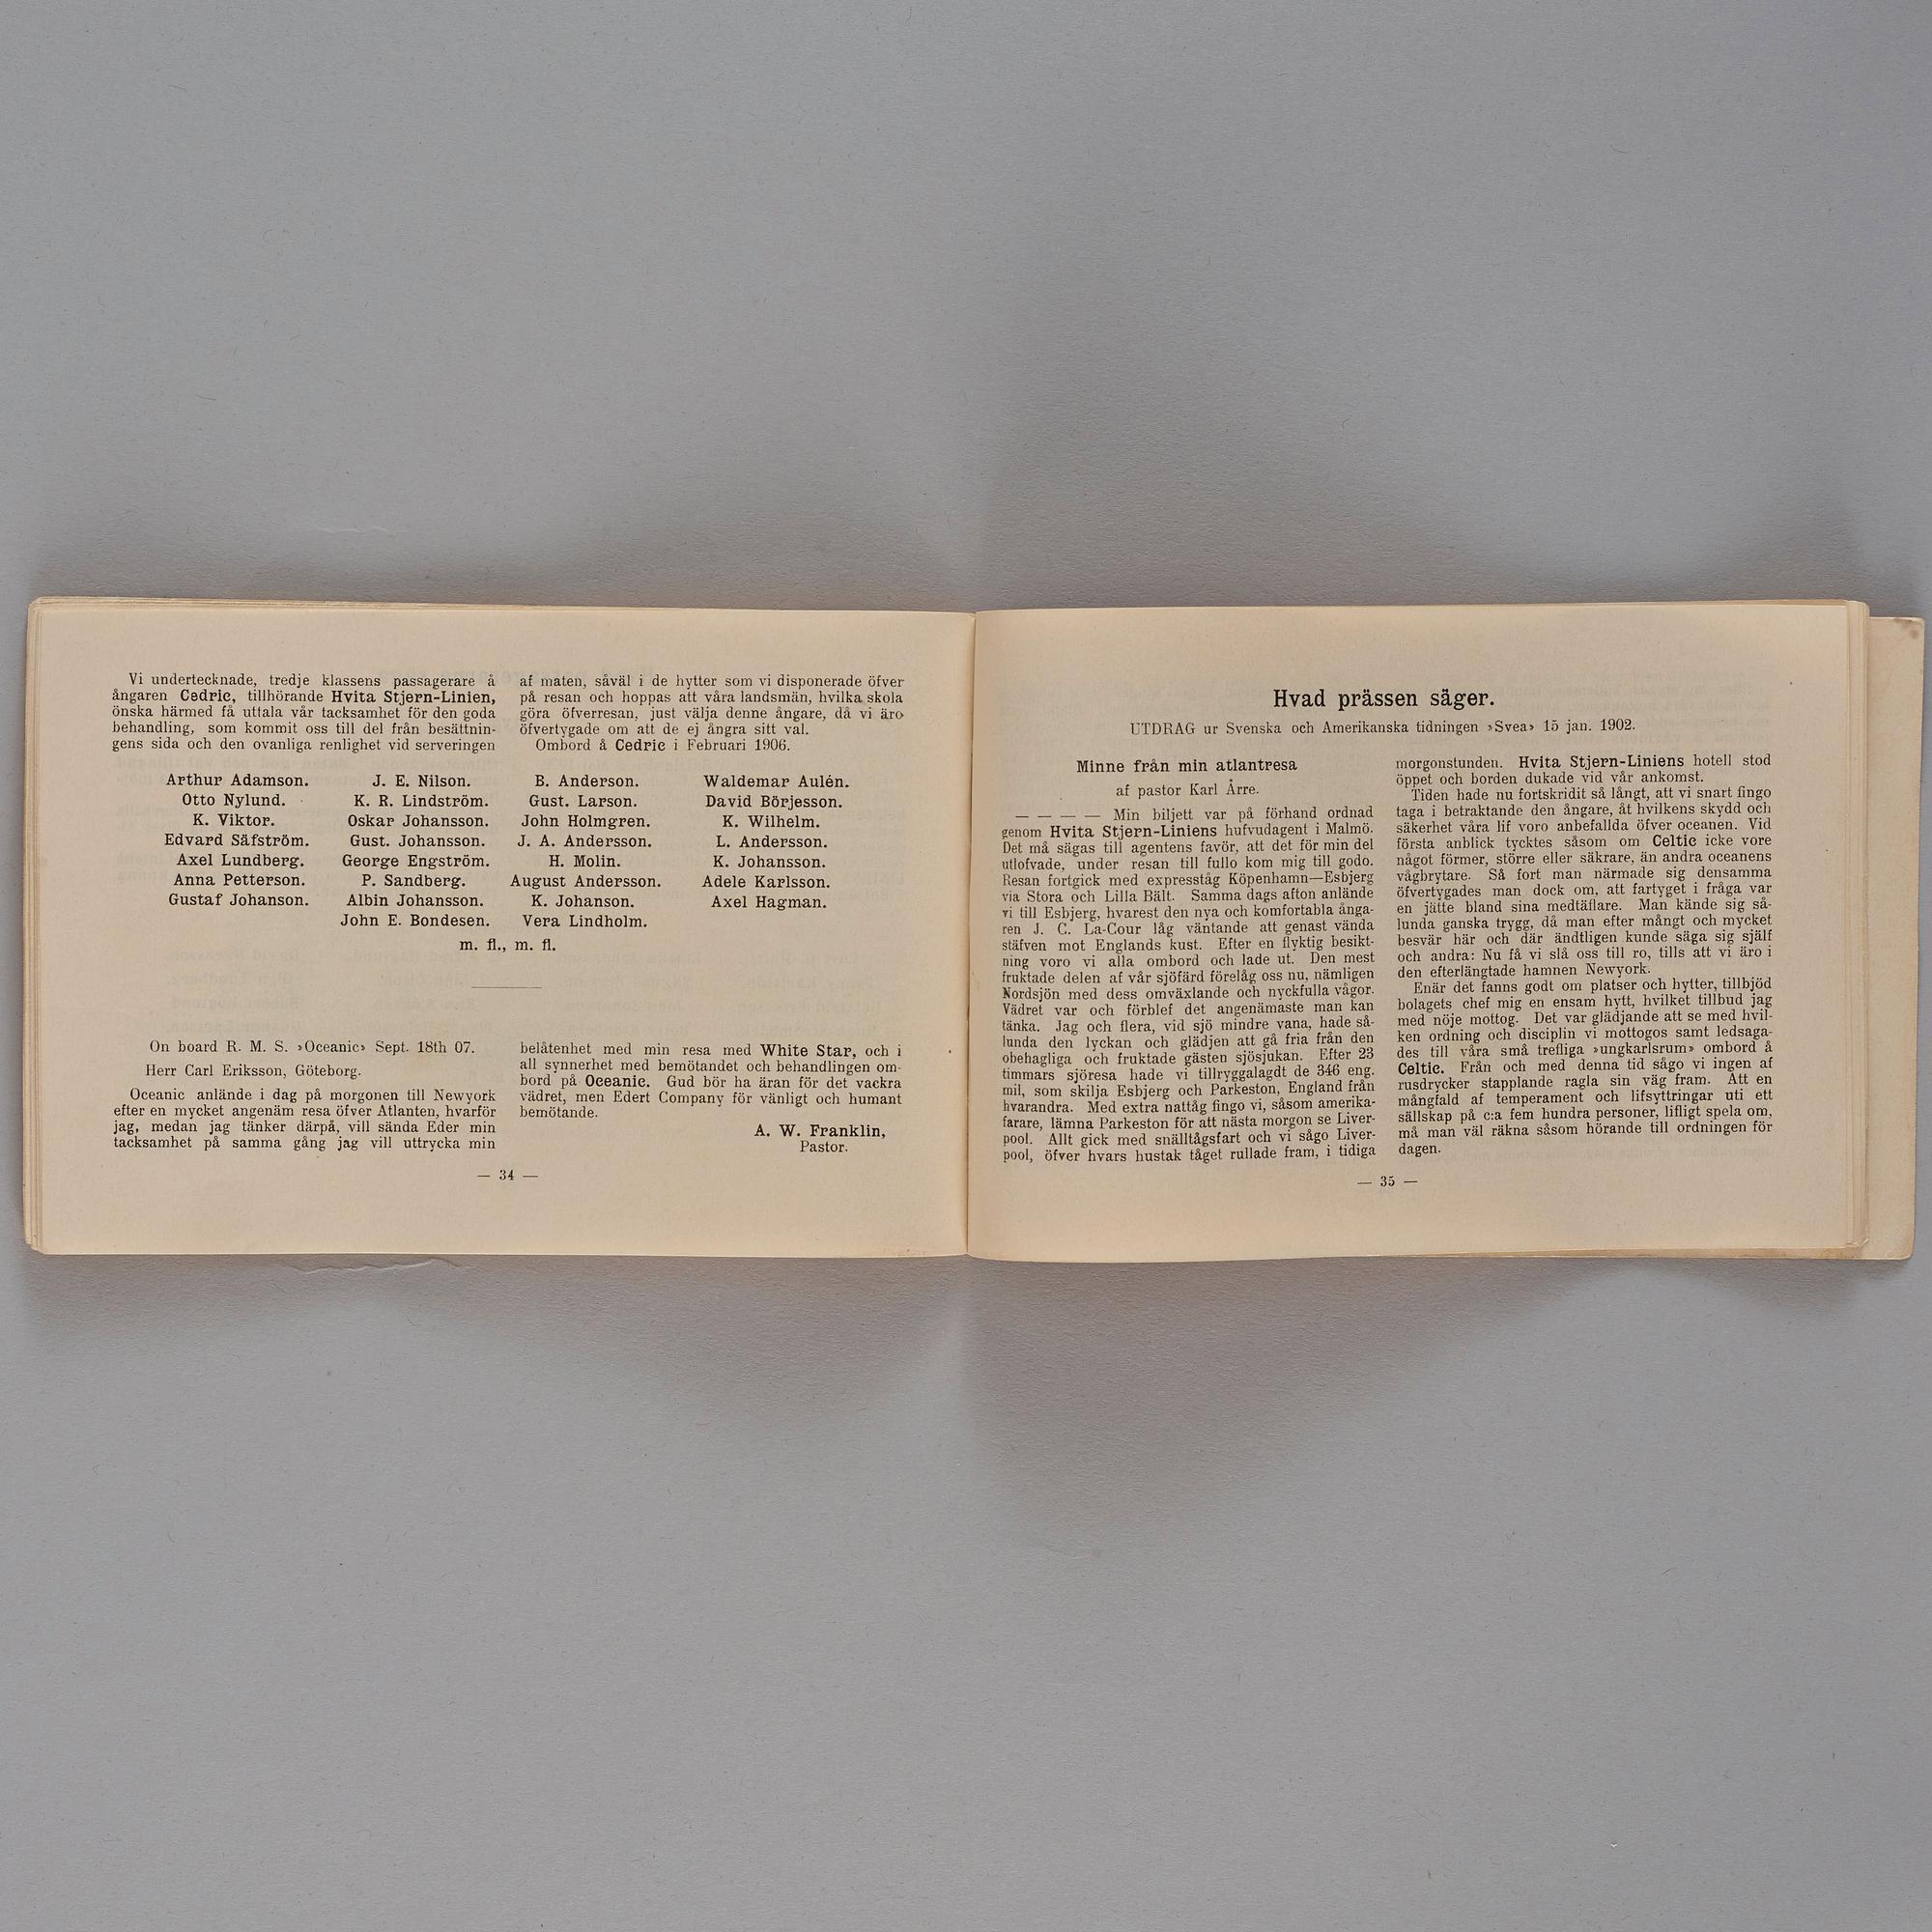 Vi undertecknade, tredje klassens passagerare å
ångaren Cedric, tillhörande Hvita Stjern-Linien,
önska härmed få uttala vår tacksamhet för den goda
behandling, som kommit oss till del från besättnin-
gens sida och den ovanliga renlighet vid serveringen
af maten, såväl i de hytter som vi disponerade öfver
på resan och hoppas att våra landsmän, hvilka skola
göra öfverresan, just välja denne ångare, då vi äro
öfvertygade om att de ej ångra sitt val.
Ombord å Cedric i Februari 1906.
Arthur Adamson. J. E. Nilson. B. Anderson. Waldemar Aulén.
Otto Nylund. K. R. Lindström. Gust. Larson. David Börjesson.
K. Viktor. Oskar Johansson. John Holmgren. K. Wilhelm.
Edvard Säfström. Gust. Johansson. J. A. Andersson. L. Andersson.
Axel Lundberg. George Engström. H. Molin. K. Johansson.
Anna Petterson. P. Sandberg. August Andersson. Adele Karlsson.
Gustaf Johanson. Albin Johansson. K. Johanson. Axel Hagman.
John E. Bondesen. Vera Lindholm.
m. fl., m. fl.
On board R. M. S. »Oceanic» Sept. 18th 07.
Herr Carl Eriksson, Göteborg.
Oceanic anlände i dag på morgonen till Newyork
efter en mycket angenäm resa öfver Atlanten, hvarför
jag, medan jag tänker därpå, vill sända Eder min
tacksamhet på samma gång jag vill uttrycka min
belåtenhet med min resa med White Star, och i
all synnerhet med bemötandet och behandlingen om-
bord på Oceanic. Gud bör ha äran för det vackra
vädret, men Edert Company för vänligt och humant
bemötande.
A. W. Franklin,
Pastor.
— 34 —
Hvad prässen säger.
UTDRAG ur Svenska och Amerikanska tidningen »Svea» 15 jan. 1902.
Minne från min atlantresa
af pastor Karl Årre.
— — — — Min biljett var på förhand ordnad
genom Hvita Stjern-Liniens hufvudagent i Malmö.
Det må sägas till agentens favör, att det för min del
utlofvade, under resan till fullo kom mig till godo.
Resan fortgick med expresståg Köpenhamn—Esbjerg
via Stora och Lilla Bält. Samma dags afton anlände
vi till Esbjerg, hvarest den nya och komfortabla ånga-
ren J. C. La-Cour låg väntande att genast vända
stäfven mot Englands kust. Efter en flyktig besikt-
ning voro vi alla ombord och lade ut. Den mest
fruktade delen af vår sjöfärd förelåg oss nu, nämligen
Nordsjön med dess omväxlande och nyckfulla vågor.
Vädret var och förblef det angenämaste man kan
tänka. Jag och flera, vid sjö mindre vana, hade så-
lunda den lyckan och glädjen att gå fria från den
obehagliga och fruktade gästen sjösjukan. Efter 23
timmars sjöresa hade vi tillryggalagdt de 346 eng.
mil, som skilja Esbjerg och Parkeston, England från
hvarandra. Med extra nattåg fingo vi, såsom amerika-
farare, lämna Parkeston för att nästa morgon se Liver-
pool. Allt gick med snälltågsfart och vi sågo Liver-
pool, öfver hvars hustak tåget rullade fram, i tidiga
morgonstunden. Hvita Stjern-Liniens hotell stod
öppet och borden dukade vid vår ankomst.
Tiden hade nu fortskridit så långt, att vi snart fingo
taga i betraktande den ångare, åt hvilkens skydd och
säkerhet våra lif voro anbefallda öfver oceanen. Vid
första anblick tycktes såsom om Celtic icke vore
något förmer, större eller säkrare, än andra oceanens
vågbrytare. Så fort man närmade sig densamma
öfvertygades man dock om, att fartyget i fråga var
en jätte bland sina medtäflare. Man kände sig så-
lunda ganska trygg, då man efter mångt och mycket
besvär här och där ändtligen kunde säga sig själf
och andra: Nu få vi slå oss till ro, tills att vi äro i
den efterlängtade hamnen Newyork.
Enär det fanns godt om platser och hytter, tillbjöd
bolagets chef mig en ensam hytt, hvilket tillbud jag
med nöje mottog. Det var glädjande att se med hvil-
ken ordning och disciplin vi mottogos samt ledsaga-
des till våra små trefliga »ungkarlsrum» ombord å
Celtic. Från och med denna tid sågo vi ingen af
rusdrycker stapplande ragla sin väg fram. Att en
mångfald af temperament och lifsyttringar uti ett
sällskap på c:a fem hundra personer, lifligt spela om,
må man väl räkna såsom hörande till ordningen för
dagen.
— 35 —